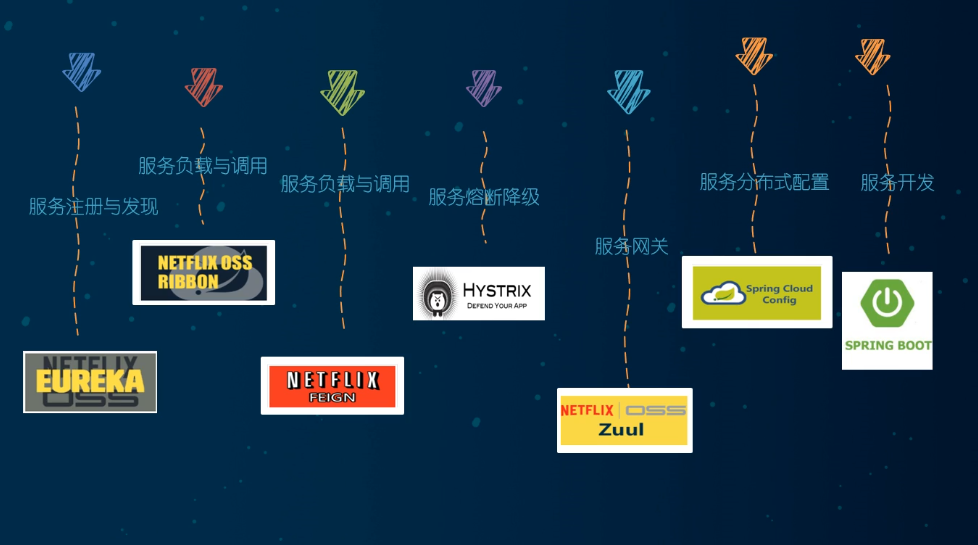 服务注册与发现
NETFLIX
EUREKA
OSS
服务负载与调用
NETFLIX OSS
RIBBON
服务负载与调用
NETFLIX
FEIGN
服务熔断降级
HYSTRIX
DEFEND YOUR APP
服务网关
NETFLIX OSS
Zuul
服务分布式配置
Spring Cloud
Config
服务开发
SPRING BOOT